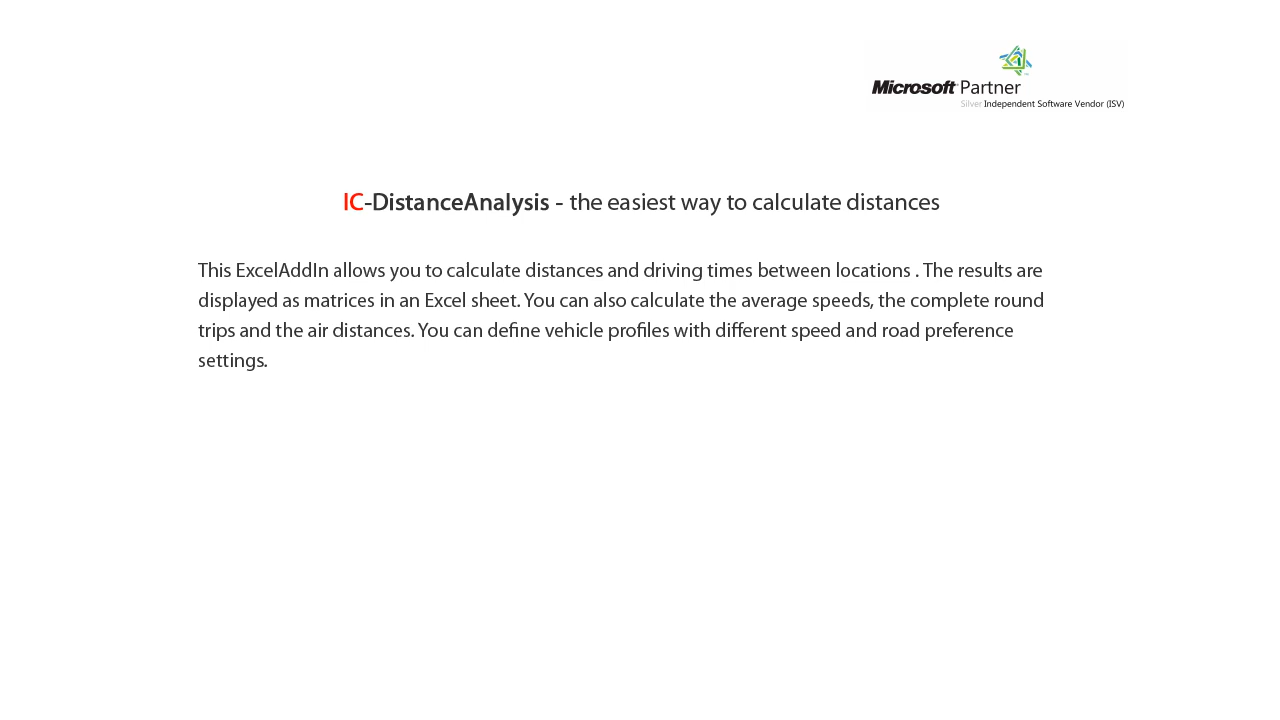 Microsoft Partner
Silver Independent Software Vendor (ISV)
IC-DistanceAnalysis - the easiest way to calculate distances
This ExcelAddIn allows you to calculate distances and driving times between locations . The results are
displayed as matrices in an Excel sheet. You can also calculate the average speeds, the complete round
trips and the air distances. You can define vehicle profiles with different speed and road preference
settings.